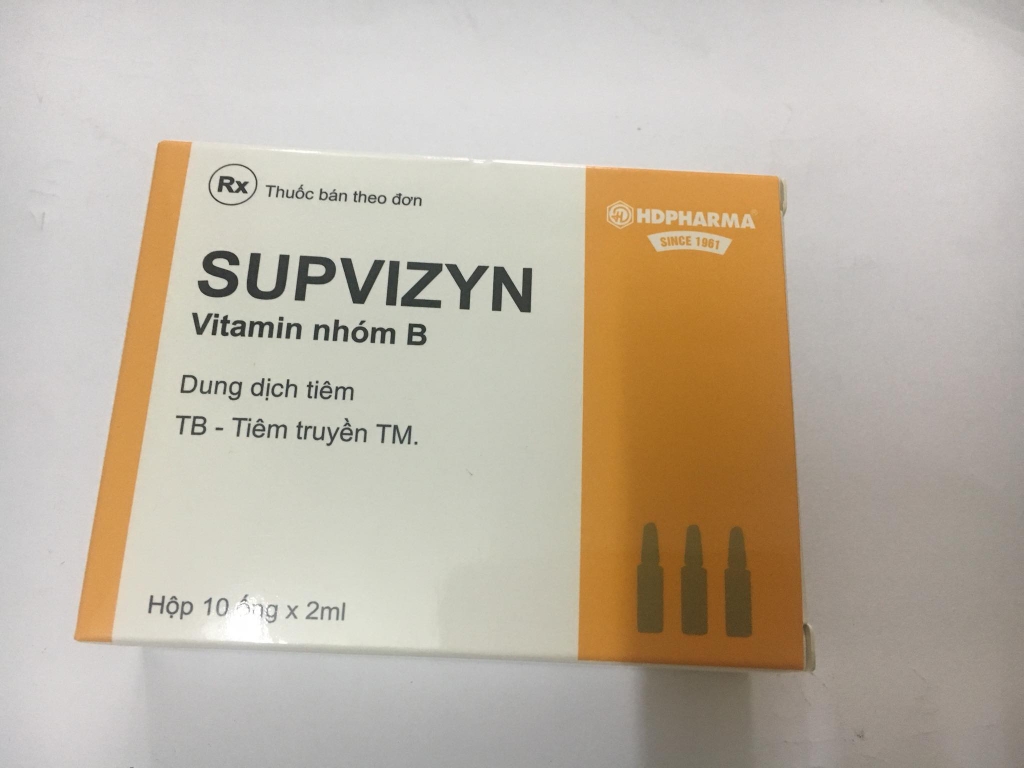 Rx Thuốc bán theo đơn
HDPHARMA
SINCE 1961
SUPVIZYN
Vitamin nhóm B
Dung dịch tiêm
TB - Tiêm truyền TM.
Hộp 10 ống x 2ml